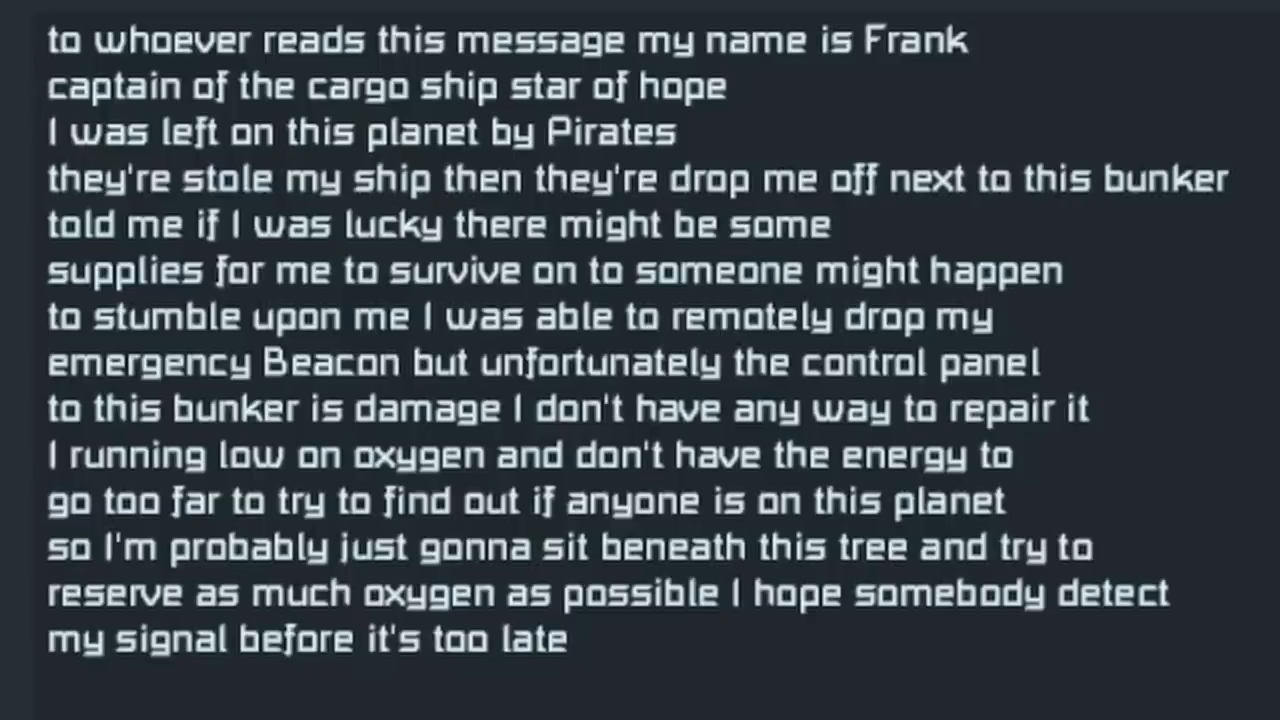 to whoever reads this message my name is Frank
captain of the cargo ship star of hope
I was left on this planet by Pirates
they're stole my ship then they're drop me off next to this bunker
told me if I was lucky there might be some
supplies for me to survive on to someone might happen
to stumble upon me I was able to remotely drop my
emergency Beacon but unfortunately the control panel
to this bunker is damage I don't have any way to repair it
I running low on oxygen and don't have the energy to
go too far to try to find out if anyone is on this planet
so I'm probably just gonna sit beneath this tree and try to
reserve as much oxygen as possible I hope somebody detect
my signal before it's too late